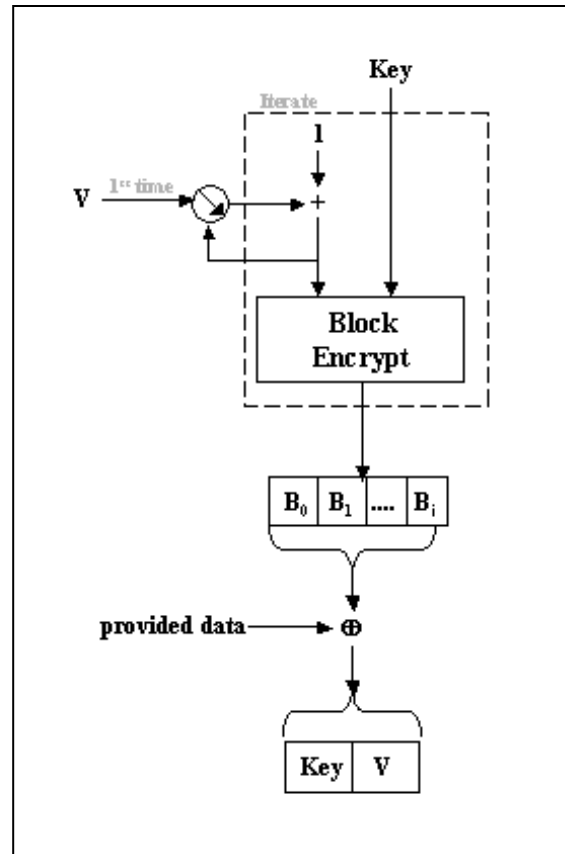 Key
Iterate
1
V 1st time
+
Block
Encrypt
B0 B1 .... Bi
provided data ⊕
Key V